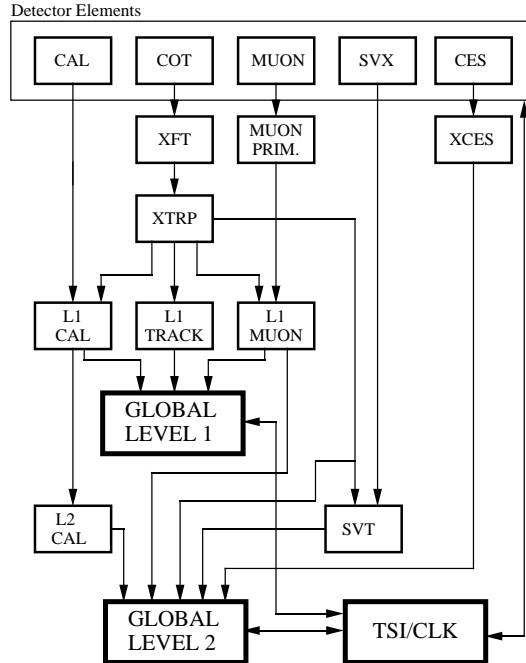 Detector Elements
CAL
COT
MUON
SVX
CES
XFT
MUON
PRIM.
XCES
XTRP
L1
CAL
L1
TRACK
L1
MUON
GLOBAL
LEVEL 1
L2
CAL
SVT
GLOBAL
LEVEL 2
TSI/CLK